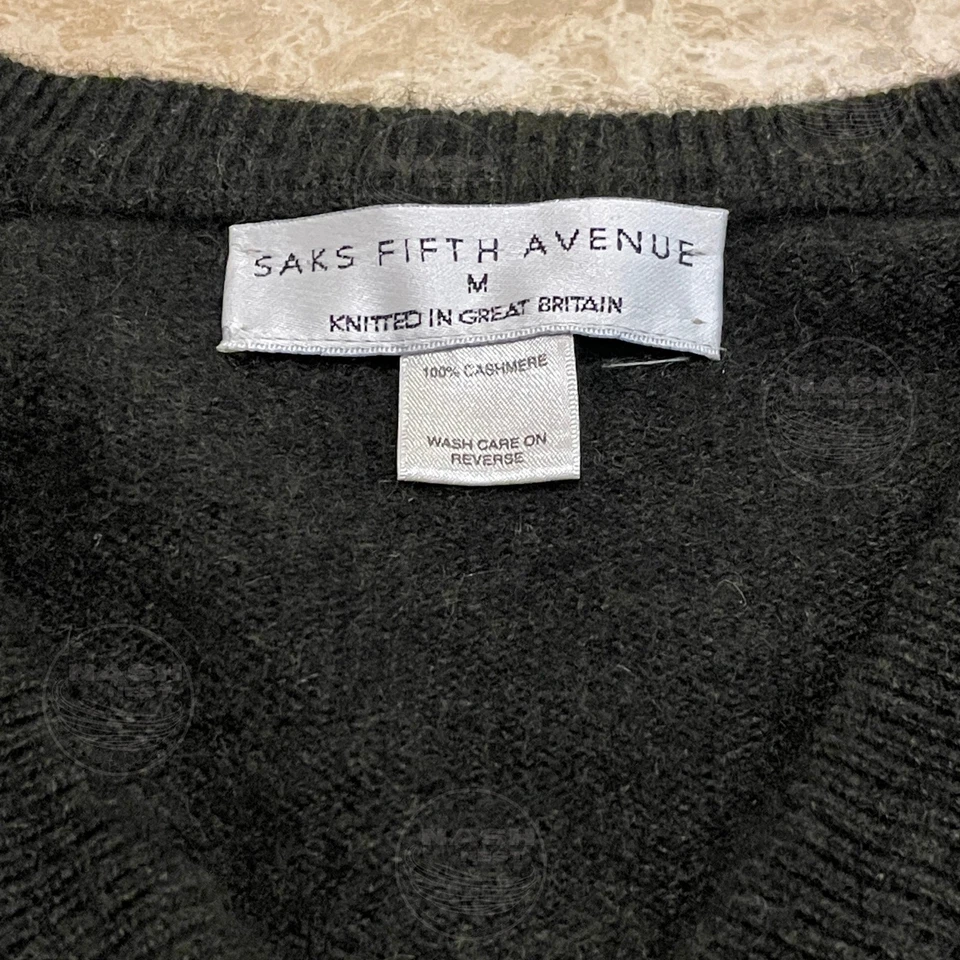 SAKS FIFTH AVENUE
M
KNITTED IN GREAT BRITAIN
100% CASHMERE
WASH CARE ON
REVERSE